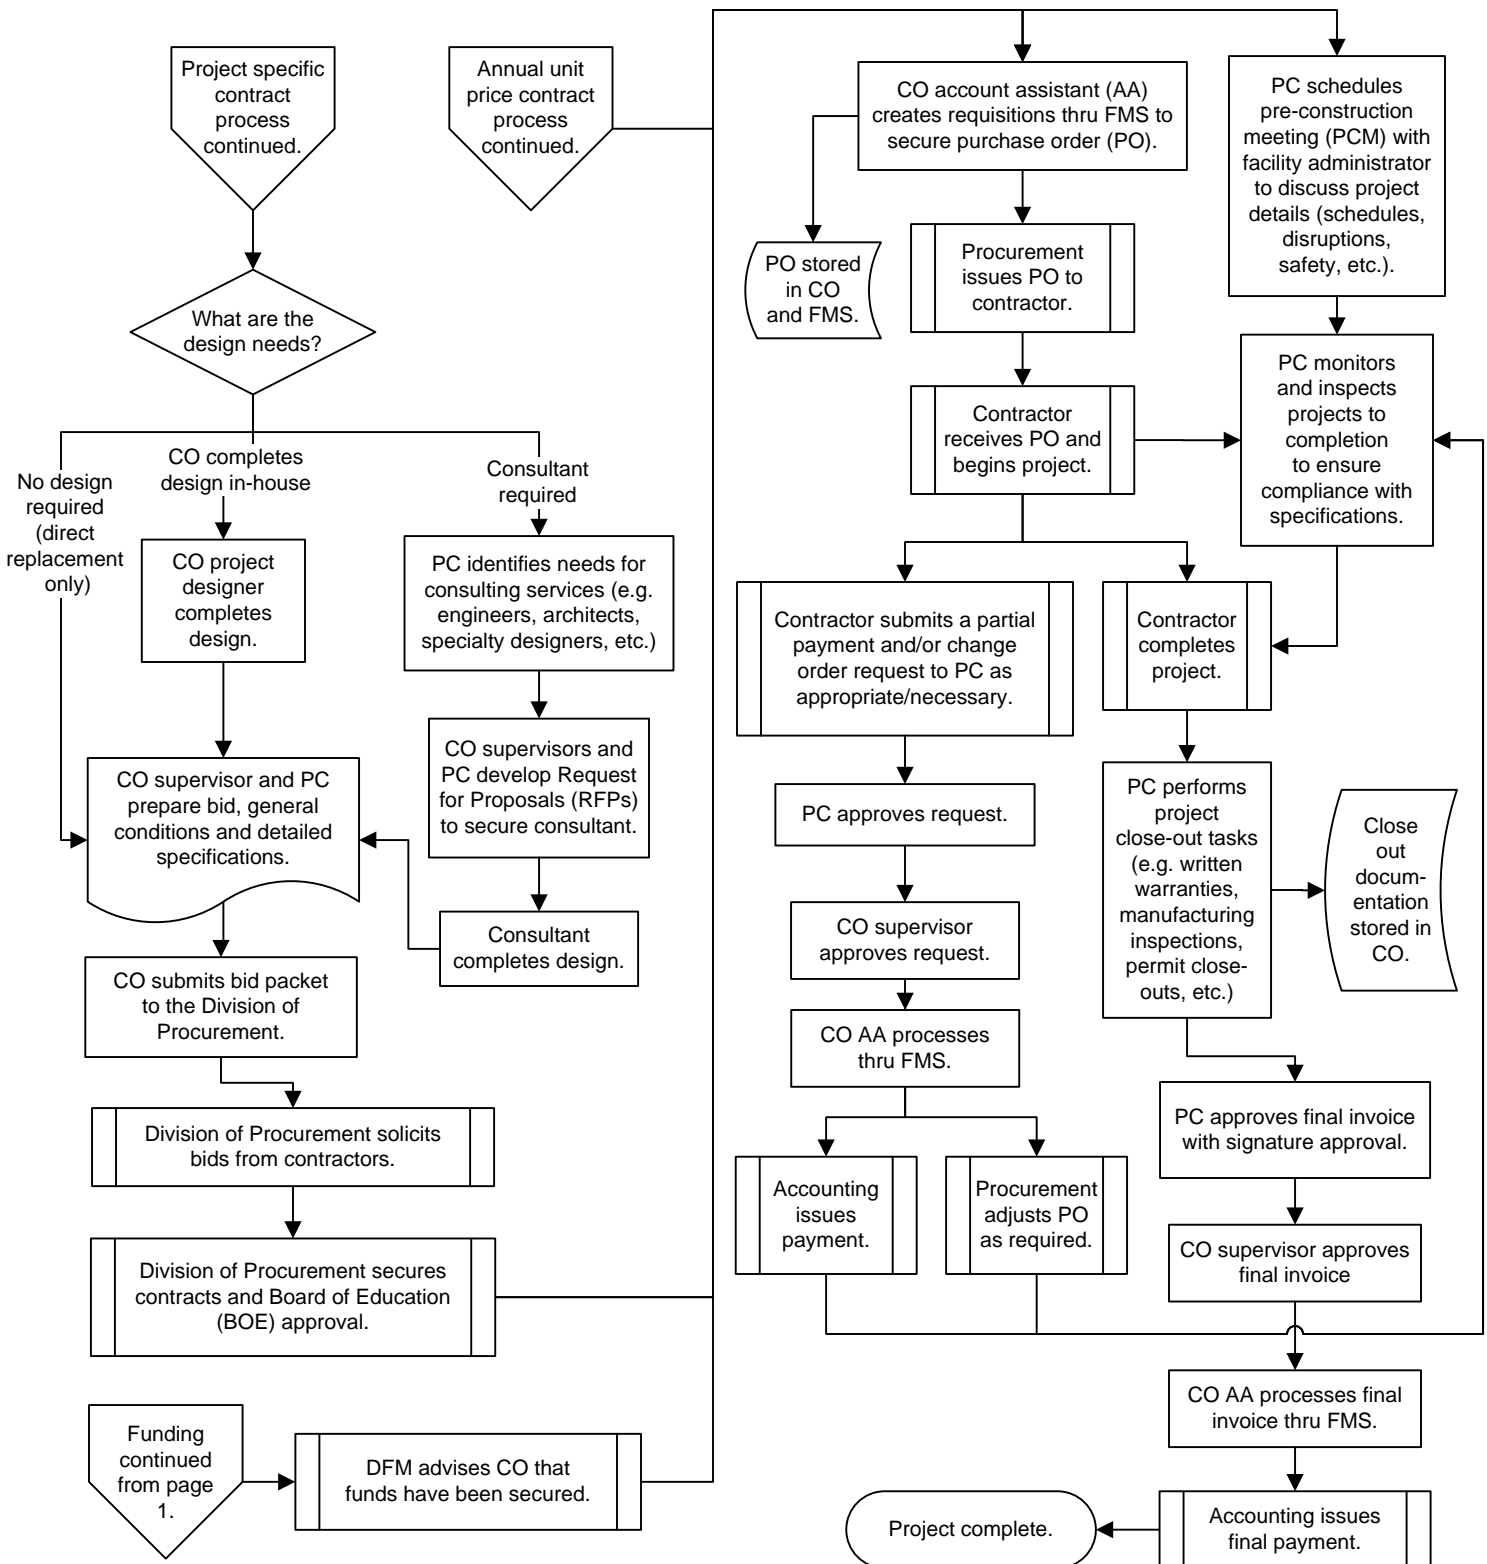 Project specific
contract
process
continued.
Annual unit
price contract
process
continued.
What are the
design needs?
No design
required
(direct
replacement
only)
CO completes
design in-house
Consultant
required
CO project
designer
completes
design.
PC identifies needs for
consulting services (e.g.
engineers, architects,
specialty designers, etc.)
CO supervisors and
PC develop Request
for Proposals (RFPs)
to secure consultant.
Consultant
completes design.
CO supervisor and PC
prepare bid, general
conditions and detailed
specifications.
CO submits bid packet
to the Division of
Procurement.
Division of Procurement solicits
bids from contractors.
Division of Procurement secures
contracts and Board of Education
(BOE) approval.
Funding
continued
from page
1.
DFM advises CO that
funds have been secured.
CO account assistant (AA)
creates requisitions thru FMS to
secure purchase order (PO).
PO stored
in CO
and FMS.
Procurement
issues PO to
contractor.
Contractor
receives PO and
begins project.
PC schedules
pre-construction
meeting (PCM) with
facility administrator
to discuss project
details (schedules,
disruptions,
safety, etc.).
PC monitors
and inspects
projects to
completion
to ensure
compliance with
specifications.
Contractor submits a partial
payment and/or change
order request to PC as
appropriate/necessary.
Contractor
completes
project.
PC approves request.
CO supervisor
approves request.
CO AA processes
thru FMS.
Accounting
issues
payment.
Procurement
adjusts PO
as required.
PC performs
project
close-out tasks
(e.g. written
warranties,
manufacturing
inspections,
permit close-
outs, etc.)
Close
out
docum-
entation
stored in
CO.
PC approves final invoice
with signature approval.
CO supervisor approves
final invoice
CO AA processes final
invoice thru FMS.
Accounting issues
final payment.
Project complete.